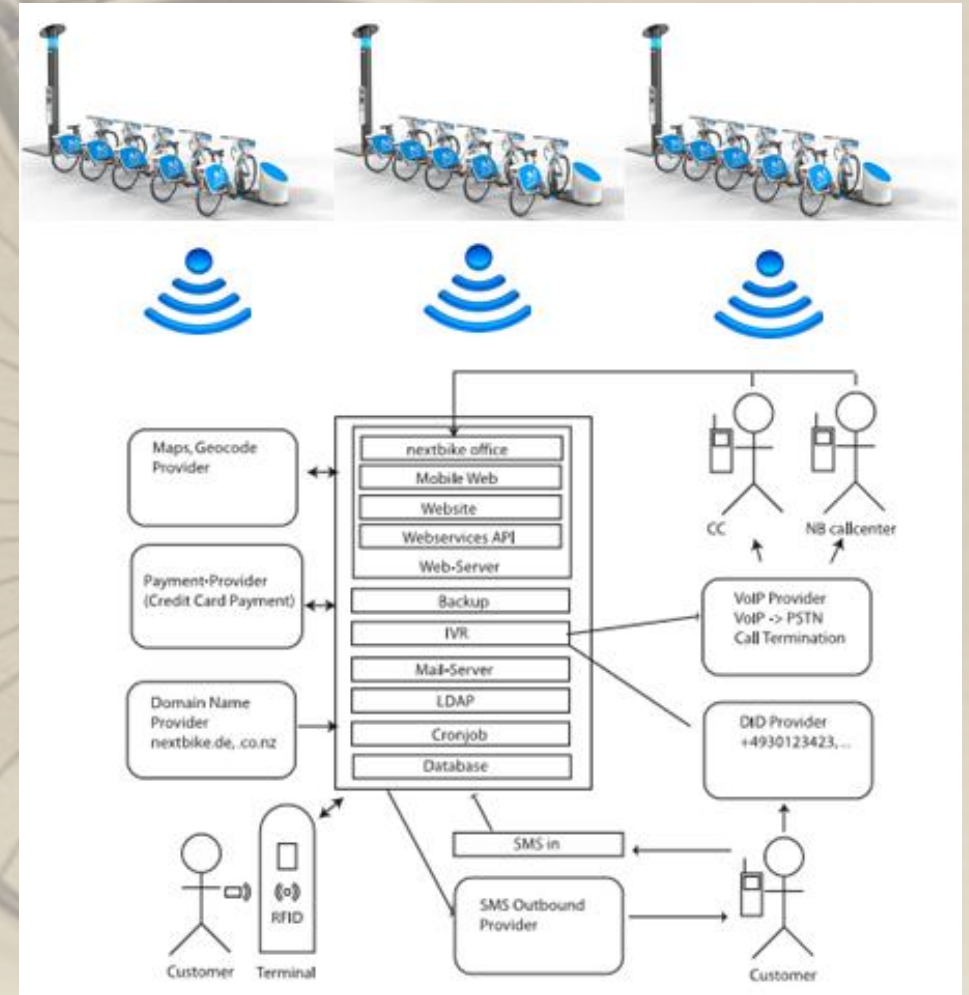 nextbike office
Mobile Web
Website
Webservices API
Web-Server
Backup
IVR
Mail-Server
LDAP
Cronjob
Database
Maps, Geocode
Provider
Payment-Provider
(Credit Card Payment)
Domain Name
Provider
nextbike.de, .co.nz
CC
NB callcenter
VoIP Provider
VoIP -> PSTN
Call Termination
DID Provider
+4930123423, ...
SMS in
SMS Outbound
Provider
RFID
Customer
Terminal
Customer